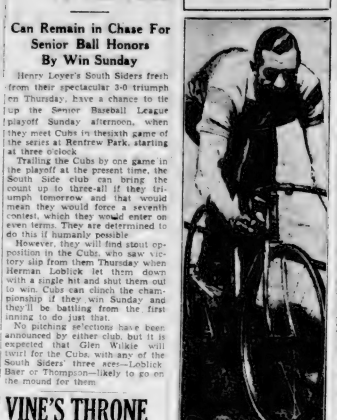 Can Remain in Chase For
Senior Ball Honors
By Win Sunday
Henry Loyer's South Siders fresh
from their spectacular 3-0 triumph
on Thursday, have a chance to tie
up the Senior Baseball League
playoff Sunday afternoon, when
they meet Cubs in thesixth game of
the series at Renfrew Park, starting
at three o'clock
Trailing the Cubs by one game in
the playoff at the present time, the
South Side club can bring the
count up to three-all if they tri-
umph tomorrow and that would
mean they would force a seventh
contest, which they would enter on
even terms. They are determined to
do this if humanly possible
However, they will find stout op-
position in the Cubs, who saw vic-
tory slip from them Thursday when
Herman Loblick let them down
with a single hit and shut them out
to win. Cubs can clinch the cham-
pionship if they win Sunday and
they'll be battling from the first
inning to do just that.
No pitching selections have been
announced by either club, but it is
expected that Glen Wilkie will
twirl for the Cubs, with any of the
South Siders' three aces—Loblick
Baer or Thompson—likely to go on
the mound for them
VINE'S THRONE